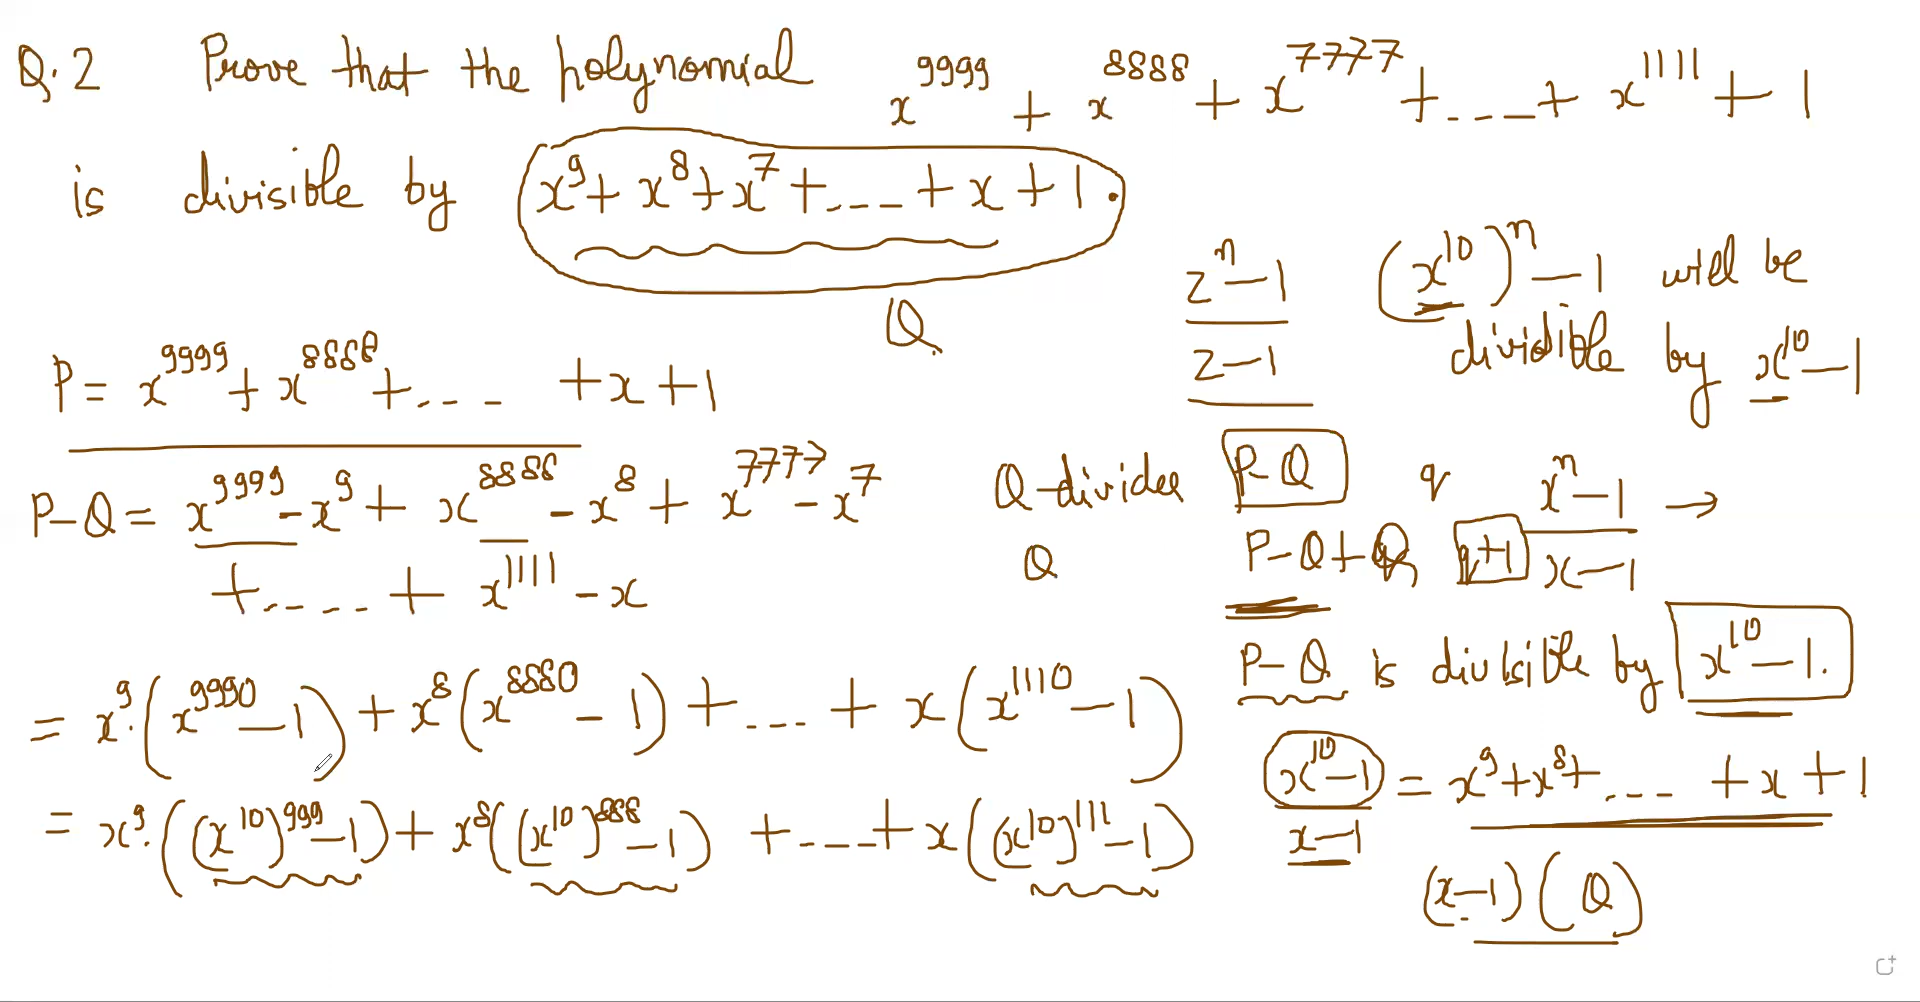 Q.2 Prove that the polynomial x^9999 + x^8888 + x^7777 + ---- + x^1111 + 1
is divisible by x^9 + x^8 + x^7 + ---- + x + 1.
Q
P = x^9999 + x^8888 + ---- + x + 1
P-Q = x^9999 - x^9 + x^8888 - x^8 + x^7777 - x^7
+ ---- + x^1111 - x
= x^9.(x^9990 - 1) + x^8(x^8880 - 1) + ---- + x(x^1110 - 1)
= x^9.((x^10)^999 - 1) + x^8((x^10)^888 - 1) + ---- + x((x^10)^111 - 1)
z^n - 1
z - 1
(x^10)^n - 1 will be
dividible by x^10 - 1
Q divides P-Q
Q P-Q+Q
q x^n - 1 →
q+1 x - 1
P-Q is divisible by x^10 - 1.
x^10 - 1 = x^9 + x^8 + ---- + x + 1
x - 1
(x-1)(Q)